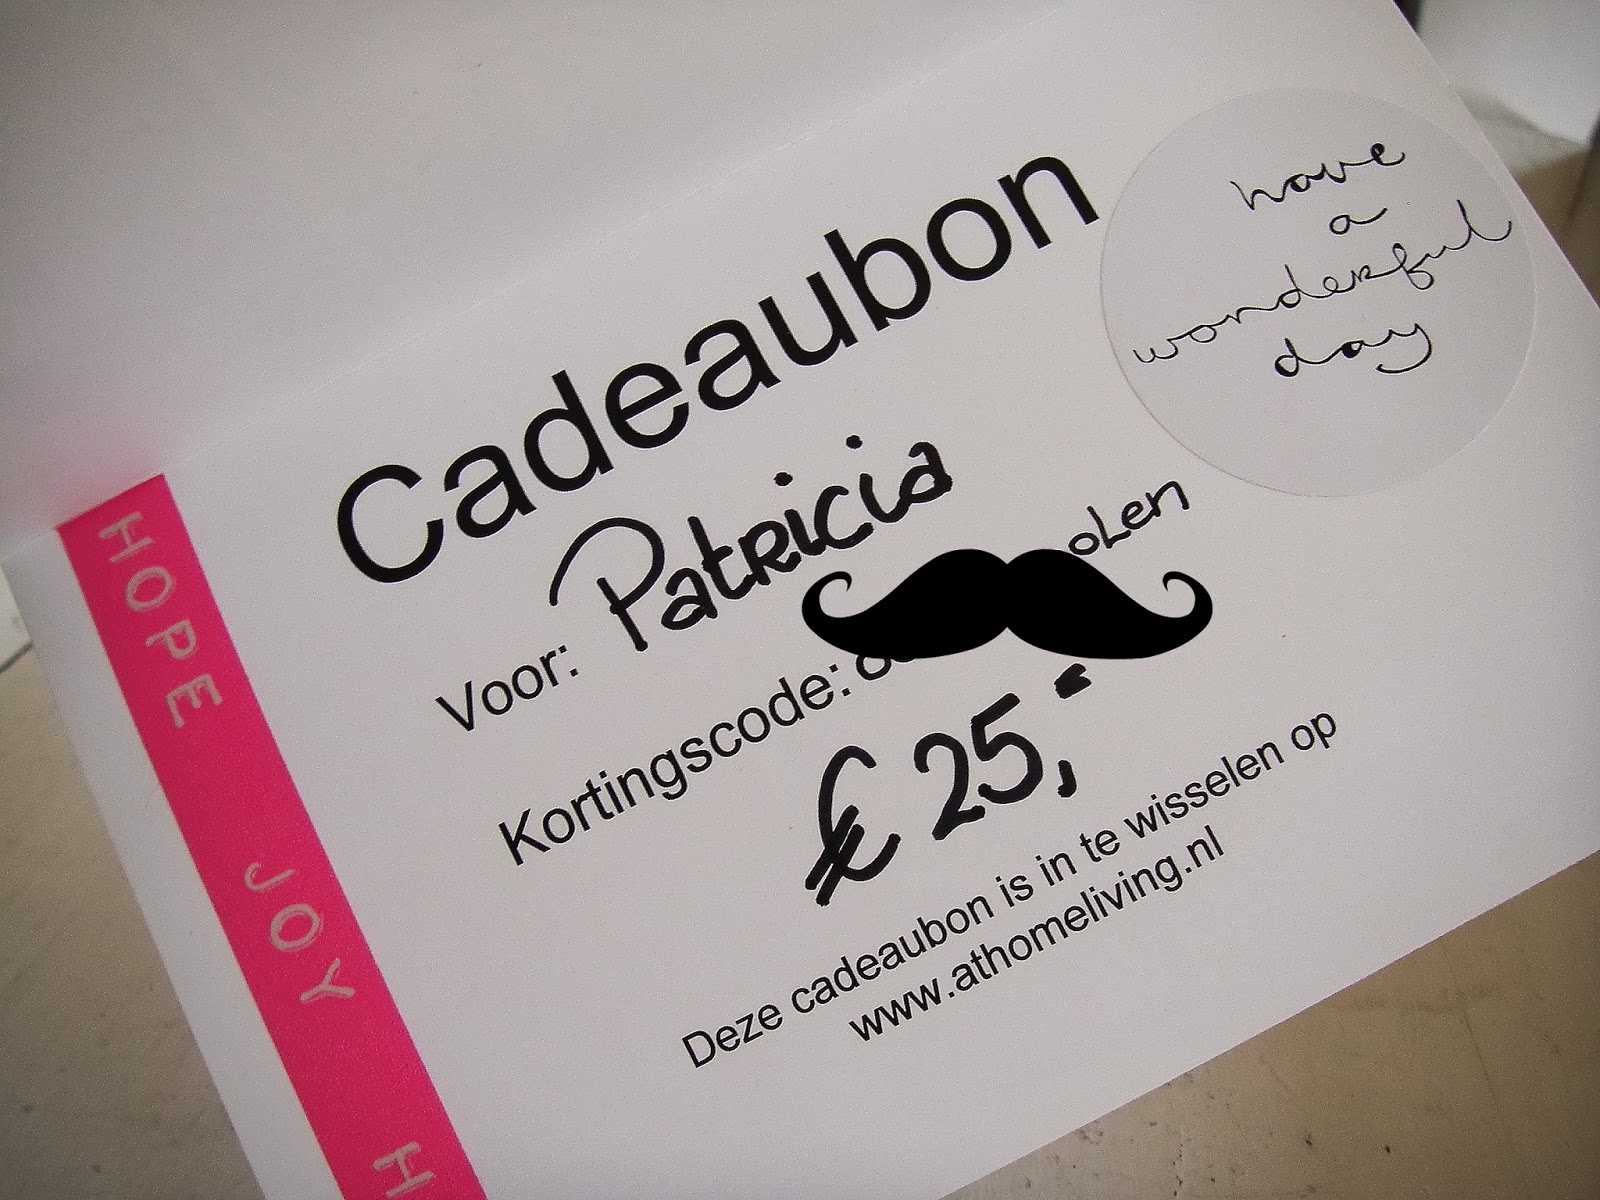 Cadeaubon
have
a
wonderful
day
Voor: Patricia
Kortingscode:
€ 25,-
Deze cadeaubon is in te wisselen op
www.athomeliving.nl
HOPE JOY H